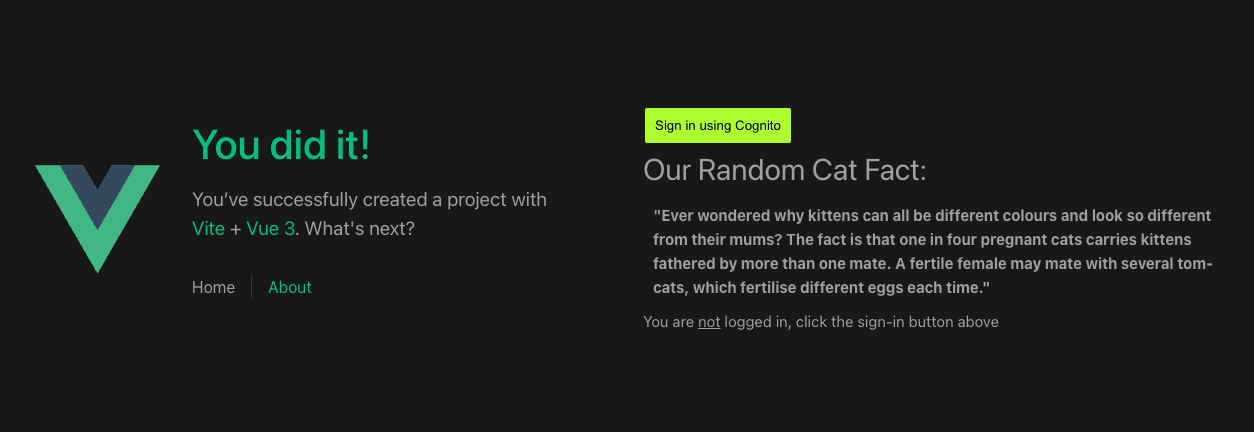 You did it!
You’ve successfully created a project with
Vite + Vue 3. What's next?
Home
About
Sign in using Cognito
Our Random Cat Fact:
"Ever wondered why kittens can all be different colours and look so different
from their mums? The fact is that one in four pregnant cats carries kittens
fathered by more than one mate. A fertile female may mate with several tom-
cats, which fertilise different eggs each time."
You are not logged in, click the sign-in button above